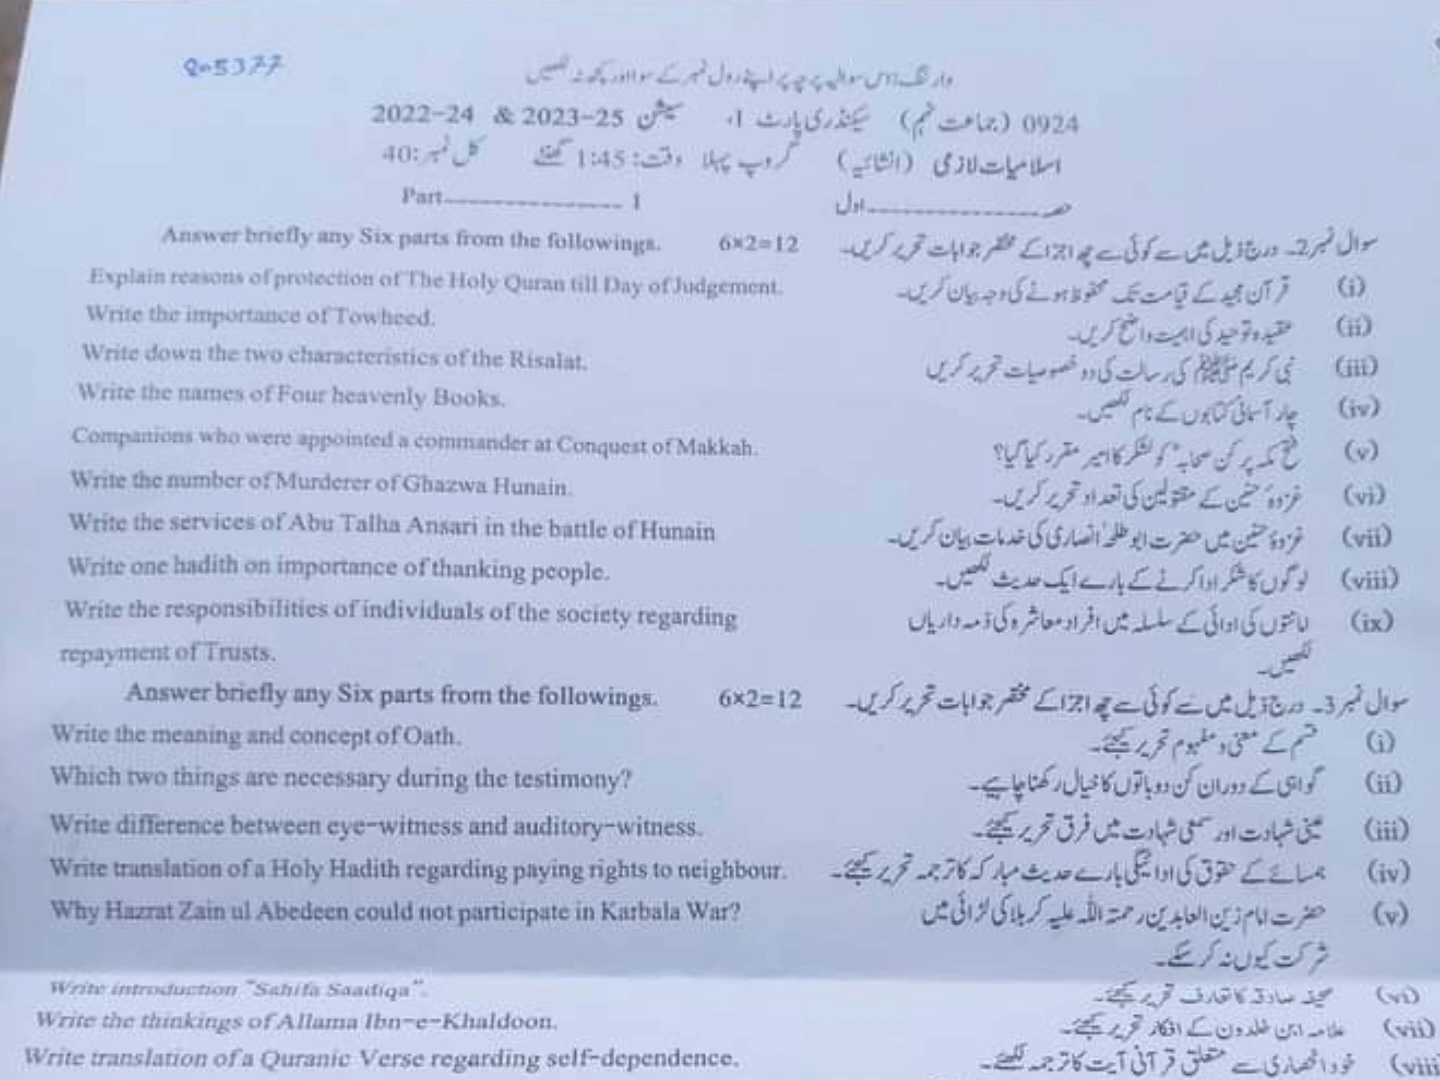 805377
وارننگ: اس سوالیہ پرچہ پر اپنے رول نمبر کے سوا اور کچھ نہ لکھیں
0924 (جماعت نہم) سیکنڈری پارٹ 1، سیشن 2023-25 & 2022-24
اسلامیات لازمی (انشائیہ) گروپ پہلا وقت: 1:45 گھنٹے کل نمبر: 40
Part---------------- I حصہ----------------اول
Answer briefly any Six parts from the followings. 6×2=12 سوال نمبر2۔ درج ذیل میں سے کوئی سے چھ اجزا کے مختصر جوابات تحریر کریں۔
Explain reasons of protection of The Holy Quran till Day of Judgement. قرآن مجید کے قیامت تک محفوظ ہونے کی وجہ بیان کریں۔ (i)
Write the importance of Towheed. عقیدہ توحید کی اہمیت واضح کریں۔ (ii)
Write down the two characteristics of the Risalat. نبی کریم ﷺ کی رسالت کی دو خصوصیات تحریر کریں (iii)
Write the names of Four heavenly Books. چار آسمانی کتابوں کے نام لکھیں۔ (iv)
Companions who were appointed a commander at Conquest of Makkah. فتح مکہ پر کن صحابہؓ کو لشکر کا امیر مقرر کیا گیا؟ (v)
Write the number of Murderer of Ghazwa Hunain. غزوۂ حنین کے مقتولین کی تعداد تحریر کریں۔ (vi)
Write the services of Abu Talha Ansari in the battle of Hunain غزوۂ حنین میں حضرت ابو طلحہؓ انصاری کی خدمات بیان کریں۔ (vii)
Write one hadith on importance of thanking people. لوگوں کا شکر ادا کرنے کے بارے ایک حدیث لکھیں۔ (viii)
Write the responsibilities of individuals of the society regarding امانتوں کی ادائی کے سلسلہ میں افراد معاشرہ کی ذمہ داریاں (ix)
repayment of Trusts. لکھیں۔
Answer briefly any Six parts from the followings. 6×2=12 سوال نمبر3۔ درج ذیل میں سے کوئی سے چھ اجزا کے مختصر جوابات تحریر کریں۔
Write the meaning and concept of Oath. قسم کے معنی و مفہوم تحریر کیجئے۔ (i)
Which two things are necessary during the testimony? گواہی کے دوران کن دو باتوں کا خیال رکھنا چاہیے۔ (ii)
Write difference between eye-witness and auditory-witness. عینی شہادت اور سمعی شہادت میں فرق تحریر کیجئے۔ (iii)
Write translation of a Holy Hadith regarding paying rights to neighbour. ہمسائے کے حقوق کی ادائیگی بارے حدیث مبارکہ کا ترجمہ تحریر کیجئے۔ (iv)
Why Hazrat Zain ul Abedeen could not participate in Karbala War? حضرت امام زین العابدین رحمتہ اللہ علیہ کربلا کی لڑائی میں (v)
شرکت کیوں نہ کر سکے۔
Write introduction "Sahifa Saadiqa". صحیفہ صادقہ کا تعارف تحریر کیجئے۔ (vi)
Write the thinkings of Allama Ibn-e-Khaldoon. علامہ ابن خلدون کے افکار تحریر کیجئے۔ (vii)
Write translation of a Quranic Verse regarding self-dependence. خود انحصاری سے متعلق قرآنی آیت کا ترجمہ لکھئے۔ (viii